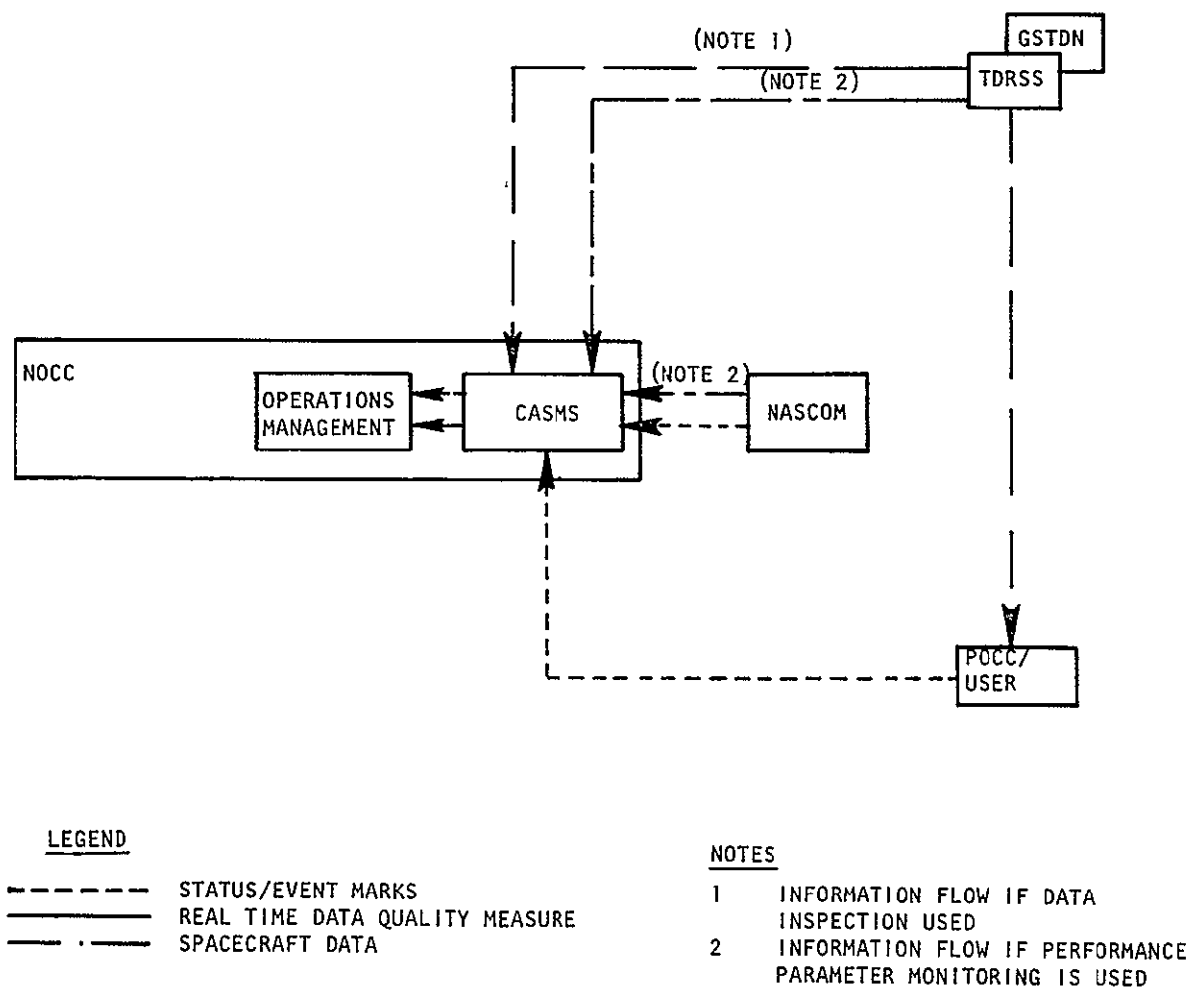 (NOTE 1)
GSTDN
TDRSS
(NOTE 2)
NOCC
OPERATIONS
MANAGEMENT
CASMS
(NOTE 2)
NASCOM
POCC/
USER
LEGEND
STATUS/EVENT MARKS
REAL TIME DATA QUALITY MEASURE
SPACECRAFT DATA
NOTES
1 INFORMATION FLOW IF DATA
INSPECTION USED
2 INFORMATION FLOW IF PERFORMANCE
PARAMETER MONITORING IS USED